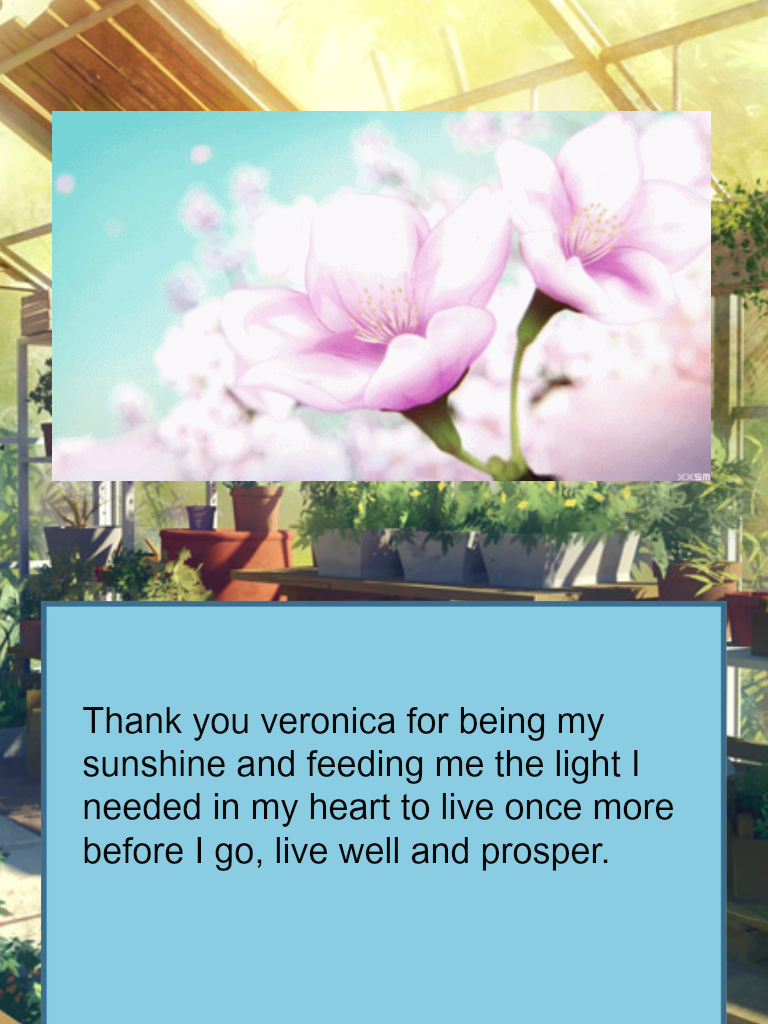 xxsm
Thank you veronica for being my
sunshine and feeding me the light I
needed in my heart to live once more
before I go, live well and prosper.